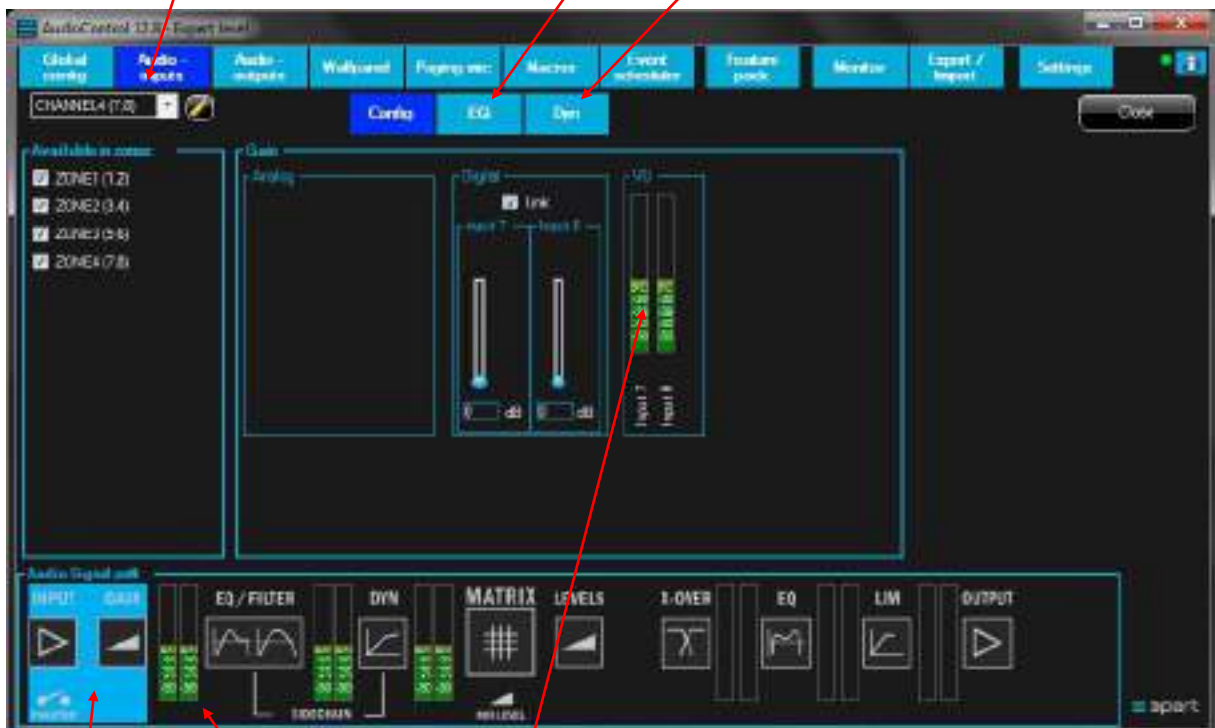 AudioControl - Expert level
Global config
Audio - inputs
Audio - outputs
Wallpanel
Paging mic
Macros
Event scheduler
Feature pack
Monitor
Export / Import
Settings
CHANNEL4 (7,8)
Config
EQ
Dyn
Close
Available in zones
ZONE1 (1,2)
ZONE2 (3,4)
ZONE3 (5,6)
ZONE4 (7,8)
Gain
Analog
Digital
Link
Input 7
Input 8
0 dB
0 dB
VU
Input 7
Input 8
Audio Signal path
INPUT
GAIN
EQ / FILTER
DYN
MATRIX
LEVELS
X-OVER
EQ
LIM
OUTPUT
SIDECHAIN
apart